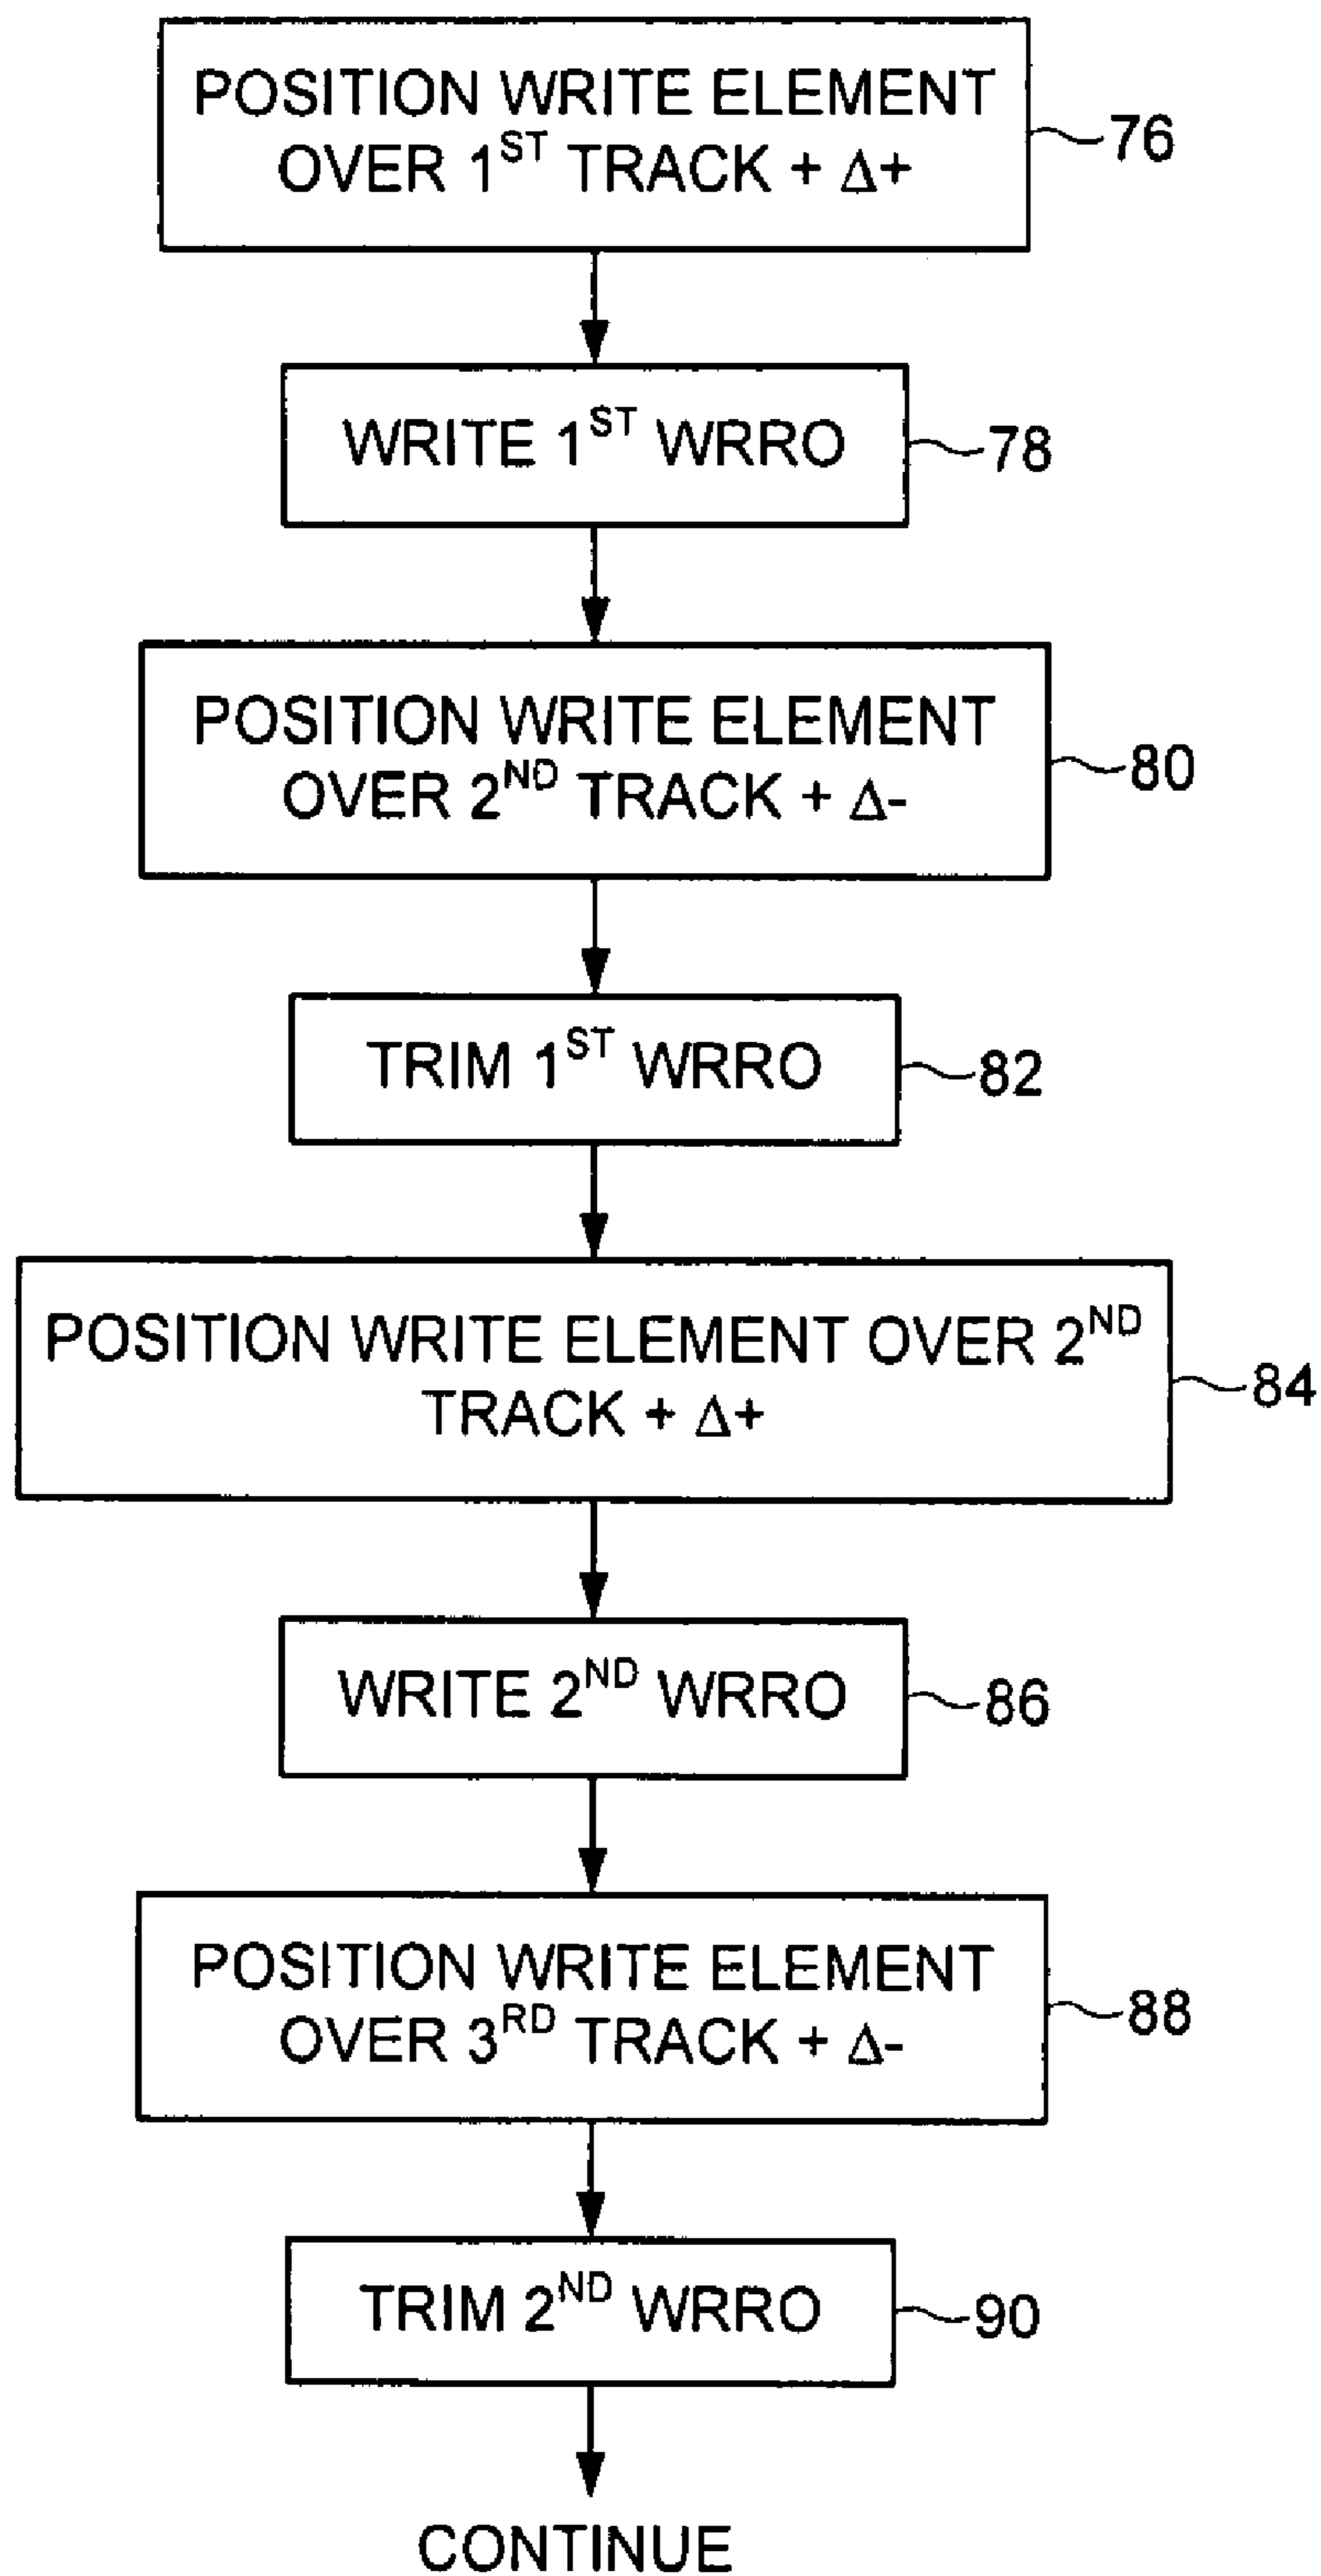 POSITION WRITE ELEMENT
OVER 1ST TRACK + Δ+
76
WRITE 1ST WRRO
78
POSITION WRITE ELEMENT
OVER 2ND TRACK + Δ-
80
TRIM 1ST WRRO
82
POSITION WRITE ELEMENT OVER 2ND
TRACK + Δ+
84
WRITE 2ND WRRO
86
POSITION WRITE ELEMENT
OVER 3RD TRACK + Δ-
88
TRIM 2ND WRRO
90
CONTINUE